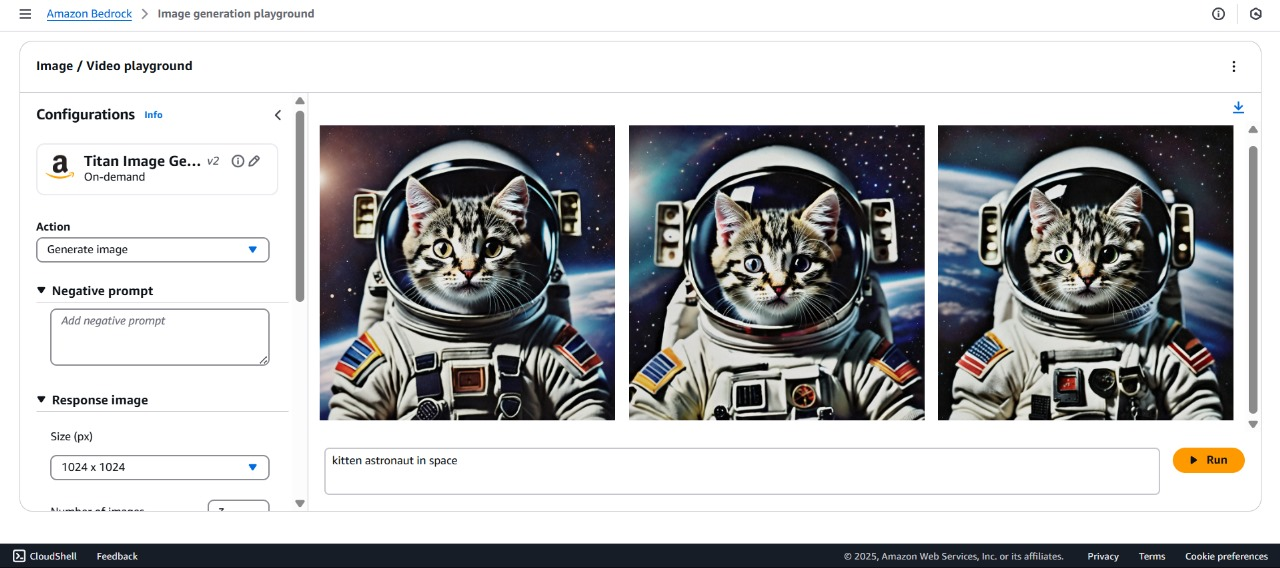 Amazon Bedrock > Image generation playground
Image / Video playground
Configurations Info
Titan Image Ge... v2
On-demand
Action
Generate image
Negative prompt
Add negative prompt
Response image
Size (px)
1024 x 1024
Number of images
kitten astronaut in space
Run
CloudShell Feedback © 2025, Amazon Web Services, Inc. or its affiliates. Privacy Terms Cookie preferences